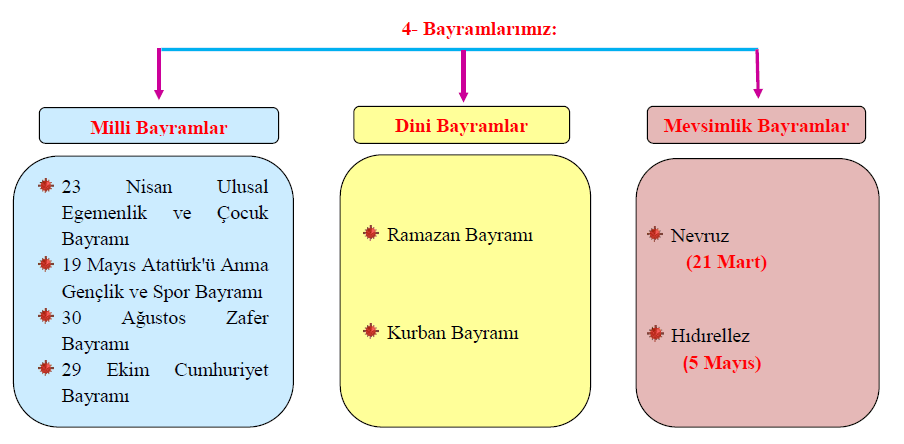 4- Bayramlarımız:
Milli Bayramlar
23 Nisan Ulusal
Egemenlik ve Çocuk
Bayramı
19 Mayıs Atatürk'ü Anma
Gençlik ve Spor Bayramı
30 Ağustos Zafer
Bayramı
29 Ekim Cumhuriyet
Bayramı
Dini Bayramlar
Ramazan Bayramı
Kurban Bayramı
Mevsimlik Bayramlar
Nevruz
(21 Mart)
Hıdırellez
(5 Mayıs)